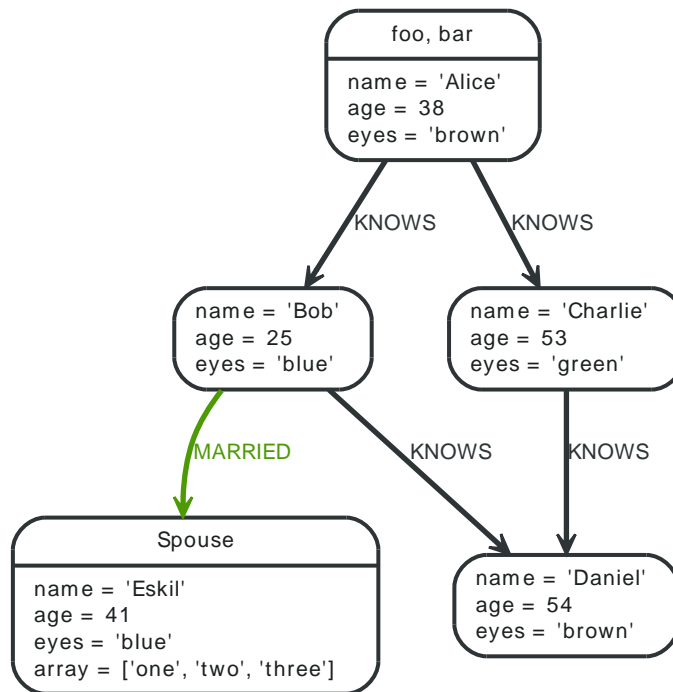 foo, bar
name = 'Alice'
age = 38
eyes = 'brown'
KNOWS
KNOWS
name = 'Bob'
age = 25
eyes = 'blue'
name = 'Charlie'
age = 53
eyes = 'green'
MARRIED
KNOWS
KNOWS
Spouse
name = 'Eskil'
age = 41
eyes = 'blue'
array = ['one', 'two', 'three']
name = 'Daniel'
age = 54
eyes = 'brown'